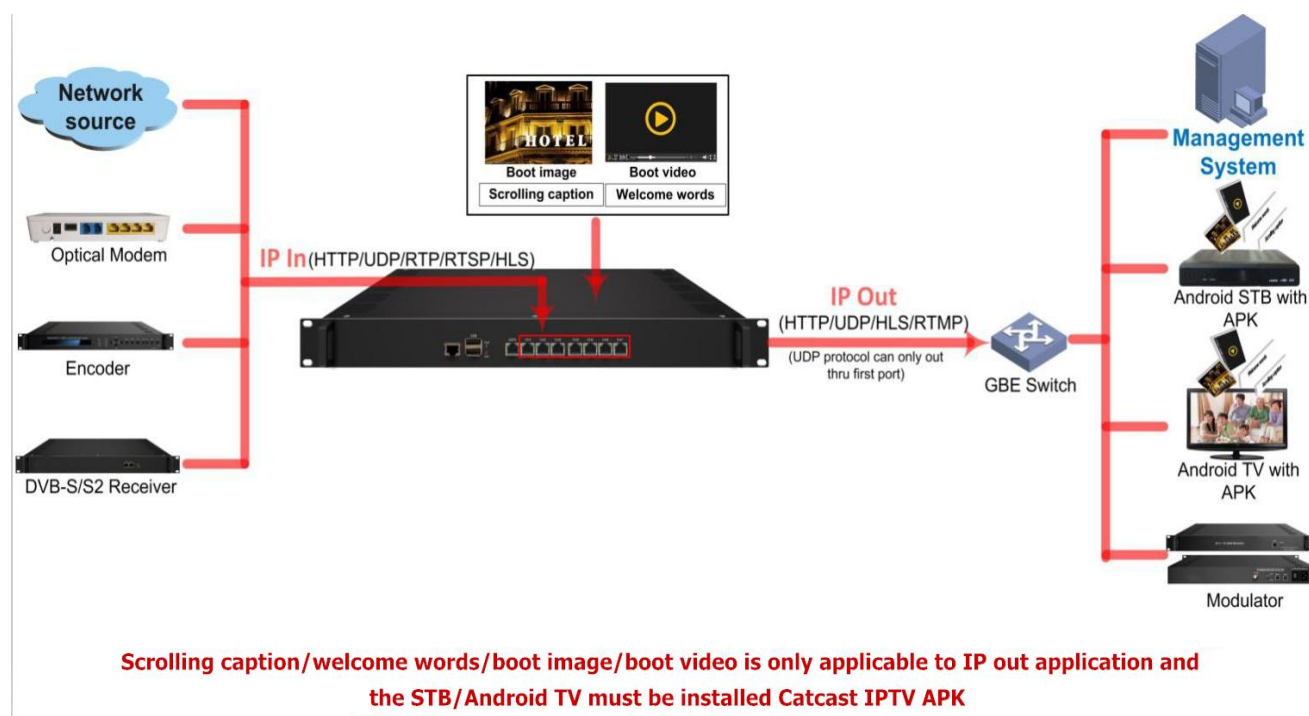 Network
source
Optical Modem
Encoder
DVB-S/S2 Receiver
IP In(HTTP/UDP/RTP/RTSP/HLS)
HOTEL
Boot image
Boot video
Scrolling caption
Welcome words
IP Out
(HTTP/UDP/HLS/RTMP)
(UDP protocol can only out
thru first port)
GBE Switch
Management
System
Android STB with
APK
Android TV with
APK
Modulator
Scrolling caption/welcome words/boot image/boot video is only applicable to IP out application and
the STB/Android TV must be installed Catcast IPTV APK